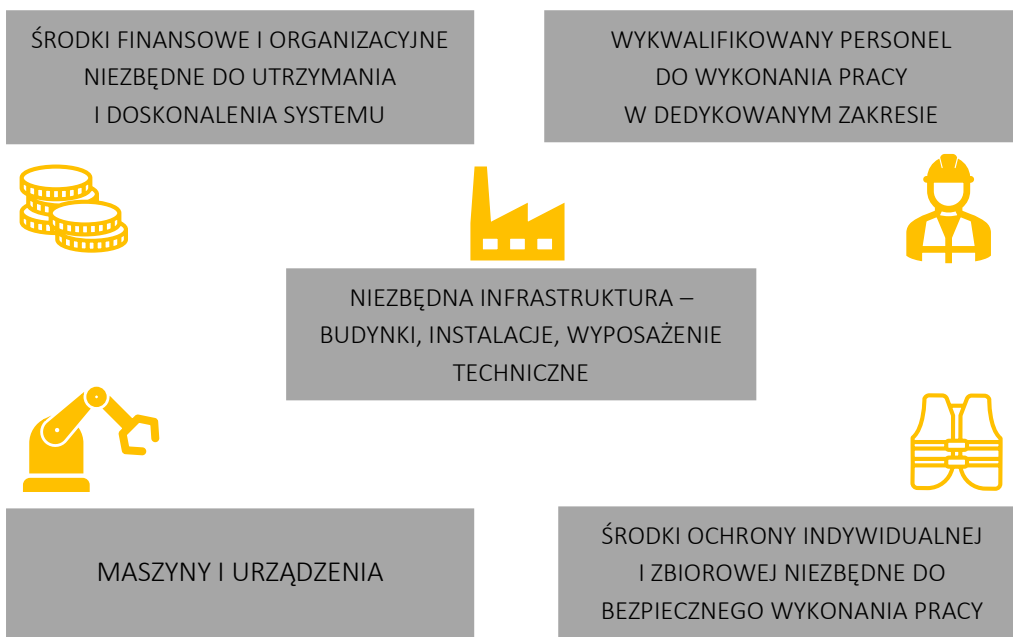 ŚRODKI FINANSOWE I ORGANIZACYJNE
NIEZBĘDNE DO UTRZYMANIA
I DOSKONALENIA SYSTEMU
WYKWALIFIKOWANY PERSONEL
DO WYKONANIA PRACY
W DEDYKOWANYM ZAKRESIE
NIEZBĘDNA INFRASTRUKTURA –
BUDYNKI, INSTALACJE, WYPOSAŻENIE
TECHNICZNE
MASZYNY I URZĄDZENIA
ŚRODKI OCHRONY INDYWIDUALNEJ
I ZBIOROWEJ NIEZBĘDNE DO
BEZPIECZNEGO WYKONANIA PRACY